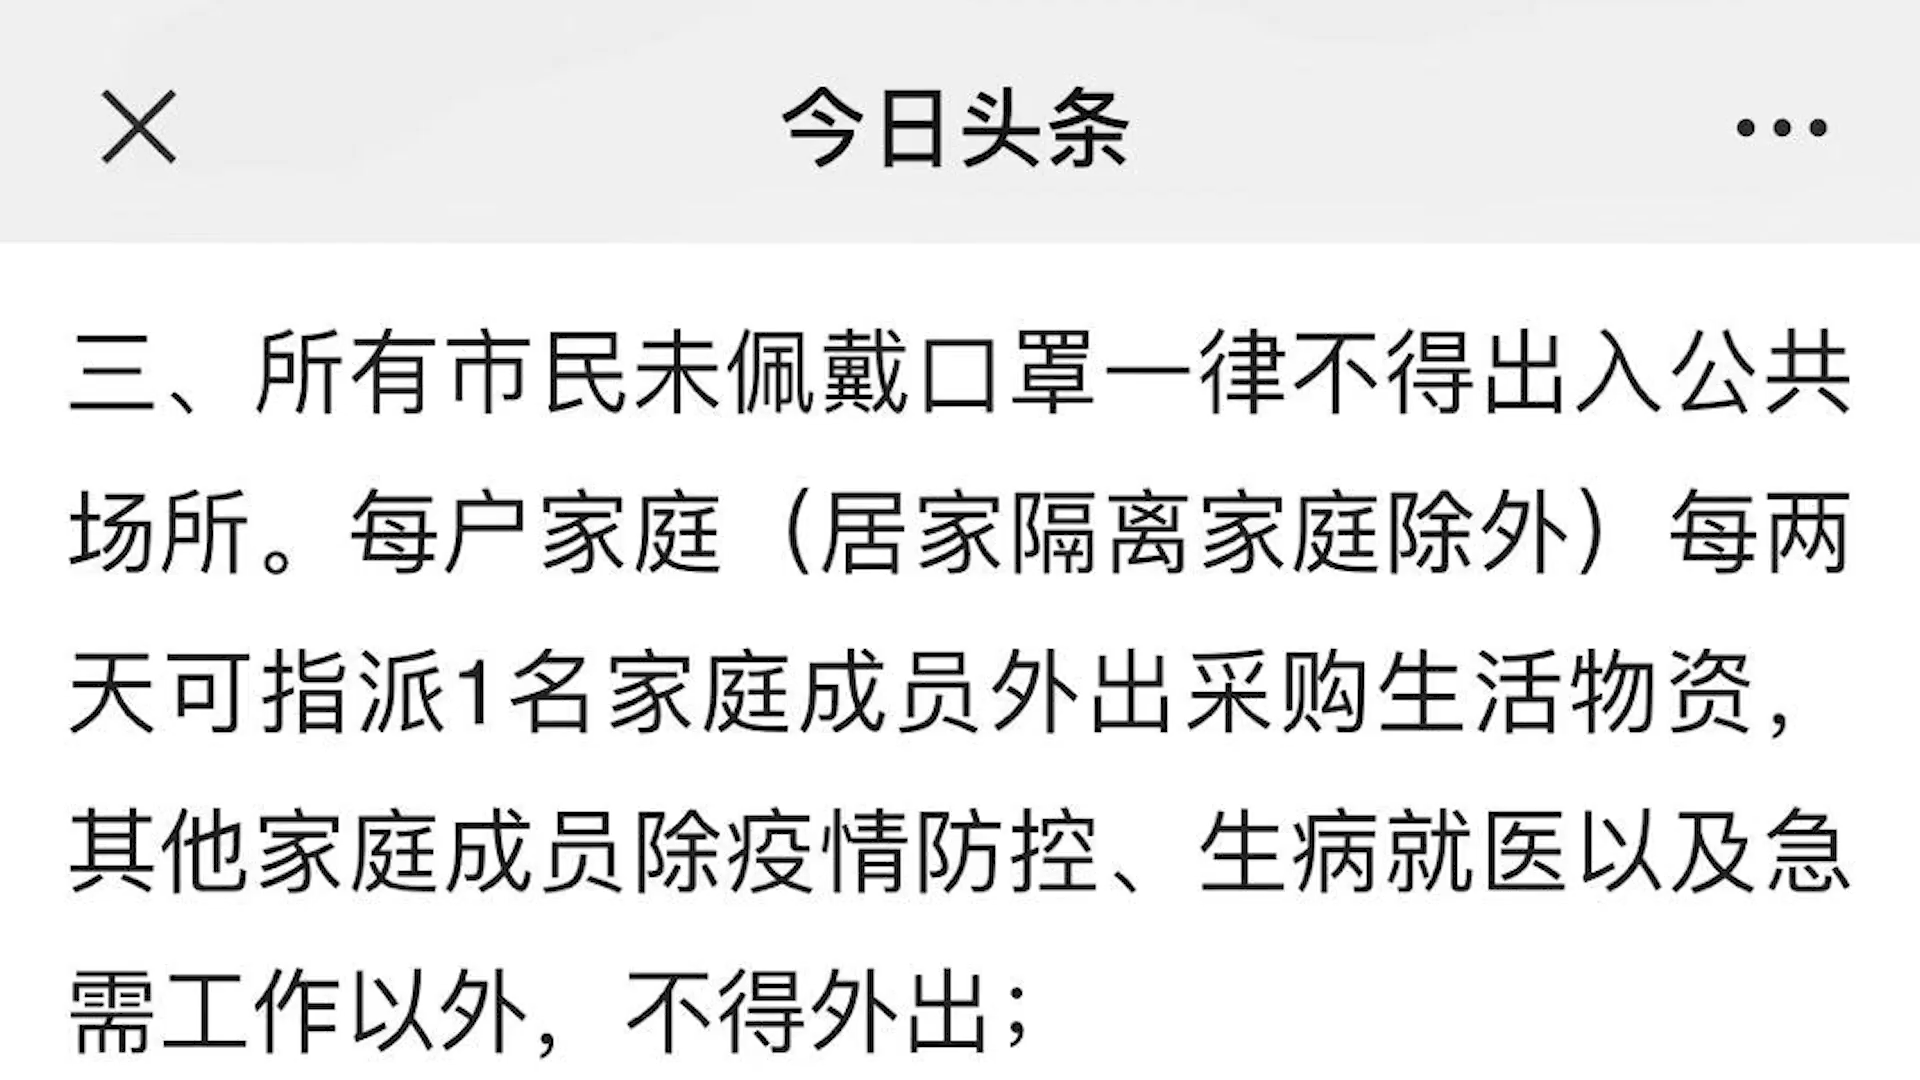 今日头条
三、所有市民未佩戴口罩一律不得出入公共
场所。每户家庭（居家隔离家庭除外）每两
天可指派1名家庭成员外出采购生活物资，
其他家庭成员除疫情防控、生病就医以及急
需工作以外，不得外出；